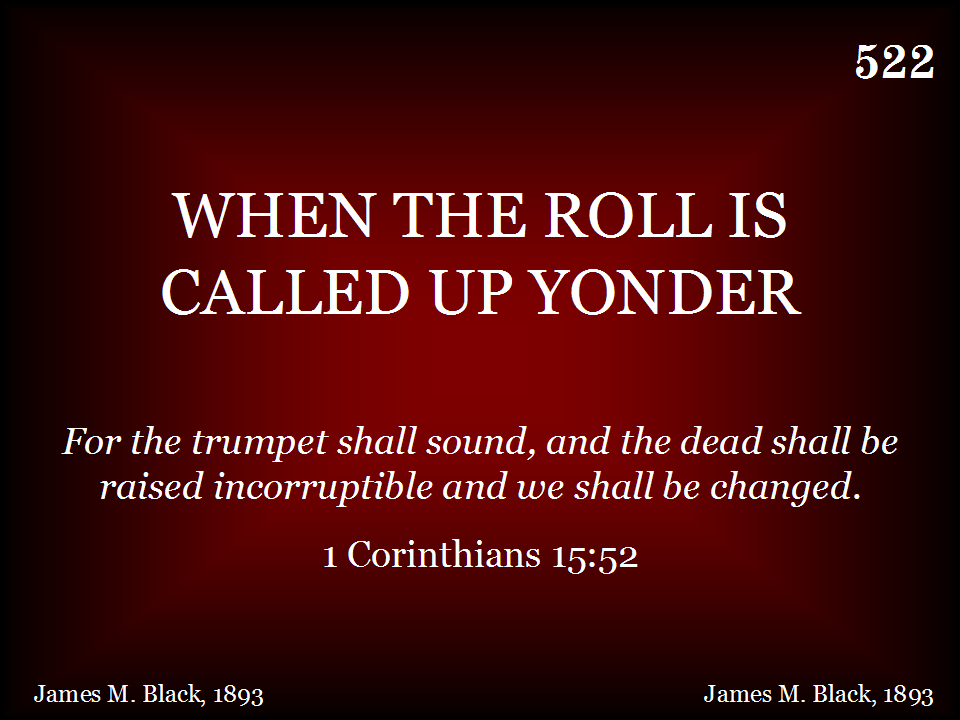 522
WHEN THE ROLL IS
CALLED UP YONDER
For the trumpet shall sound, and the dead shall be
raised incorruptible and we shall be changed.
1 Corinthians 15:52
James M. Black, 1893
James M. Black, 1893